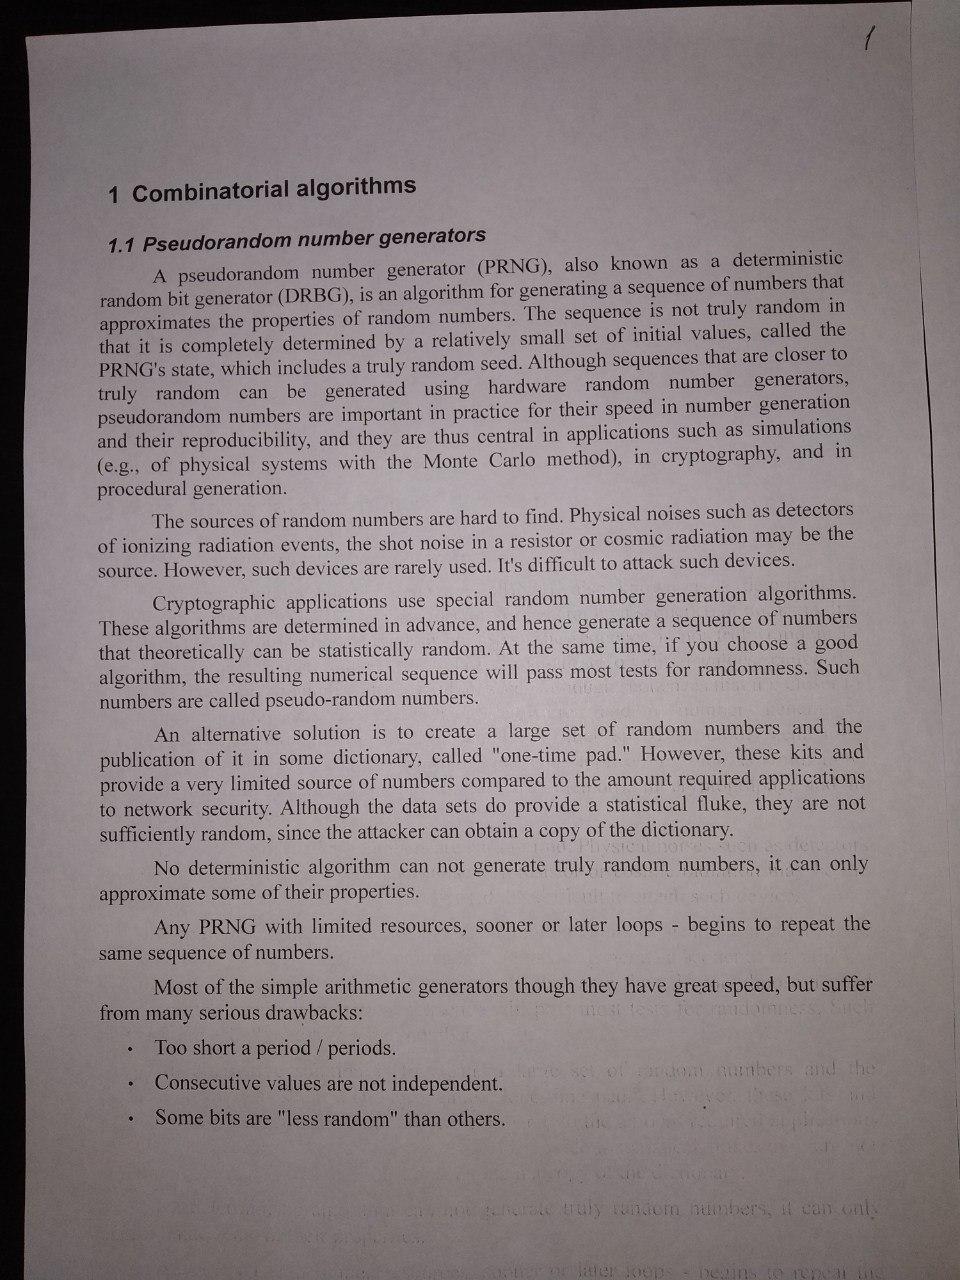 1
1 Combinatorial algorithms
1.1 Pseudorandom number generators
A pseudorandom number generator (PRNG), also known as a deterministic
random bit generator (DRBG), is an algorithm for generating a sequence of numbers that
approximates the properties of random numbers. The sequence is not truly random in
that it is completely determined by a relatively small set of initial values, called the
PRNG's state, which includes a truly random seed. Although sequences that are closer to
truly random can be generated using hardware random number generators,
pseudorandom numbers are important in practice for their speed in number generation
and their reproducibility, and they are thus central in applications such as simulations
(e.g., of physical systems with the Monte Carlo method), in cryptography, and in
procedural generation.
The sources of random numbers are hard to find. Physical noises such as detectors
of ionizing radiation events, the shot noise in a resistor or cosmic radiation may be the
source. However, such devices are rarely used. It's difficult to attack such devices.
Cryptographic applications use special random number generation algorithms.
These algorithms are determined in advance, and hence generate a sequence of numbers
that theoretically can be statistically random. At the same time, if you choose a good
algorithm, the resulting numerical sequence will pass most tests for randomness. Such
numbers are called pseudo-random numbers.
An alternative solution is to create a large set of random numbers and the
publication of it in some dictionary, called "one-time pad." However, these kits and
provide a very limited source of numbers compared to the amount required applications
to network security. Although the data sets do provide a statistical fluke, they are not
sufficiently random, since the attacker can obtain a copy of the dictionary.
No deterministic algorithm can not generate truly random numbers, it can only
approximate some of their properties.
Any PRNG with limited resources, sooner or later loops - begins to repeat the
same sequence of numbers.
Most of the simple arithmetic generators though they have great speed, but suffer
from many serious drawbacks:
• Too short a period / periods.
• Consecutive values are not independent.
• Some bits are "less random" than others.